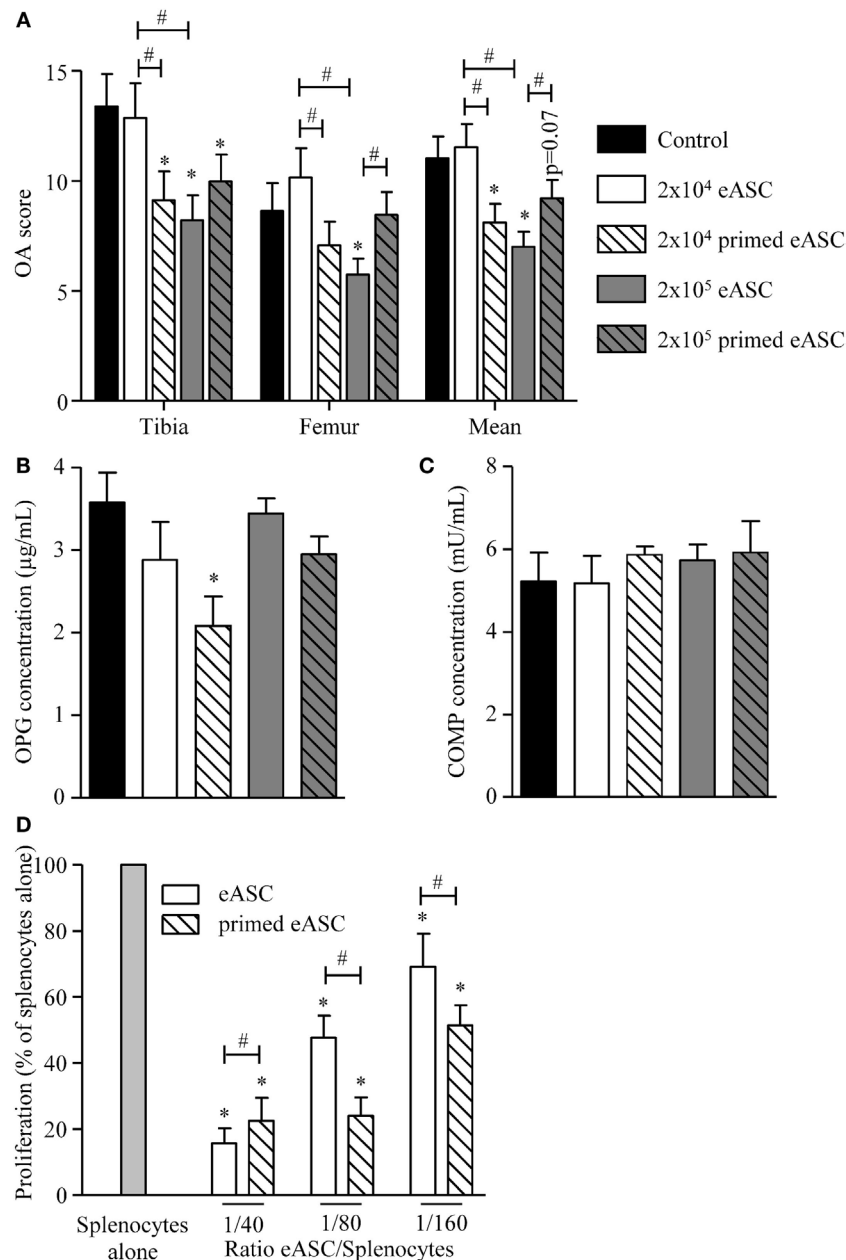 A
#
#
#
#
#
#
#
#
15
10
5
0
OA score
*
*
*
*
*
*
p=0.07
Tibia
Femur
Mean
Control
2x10⁴ eASC
2x10⁴ primed eASC
2x10⁵ eASC
2x10⁵ primed eASC
B
4
3
2
1
0
OPG concentration (µg/mL)
*
C
8
6
4
2
0
COMP concentration (mU/mL)
D
100
80
60
40
20
0
Proliferation (% of splenocytes alone)
eASC
primed eASC
#
#
#
*
*
*
*
*
*
Splenocytes
alone
1/40
1/80
1/160
Ratio eASC/Splenocytes